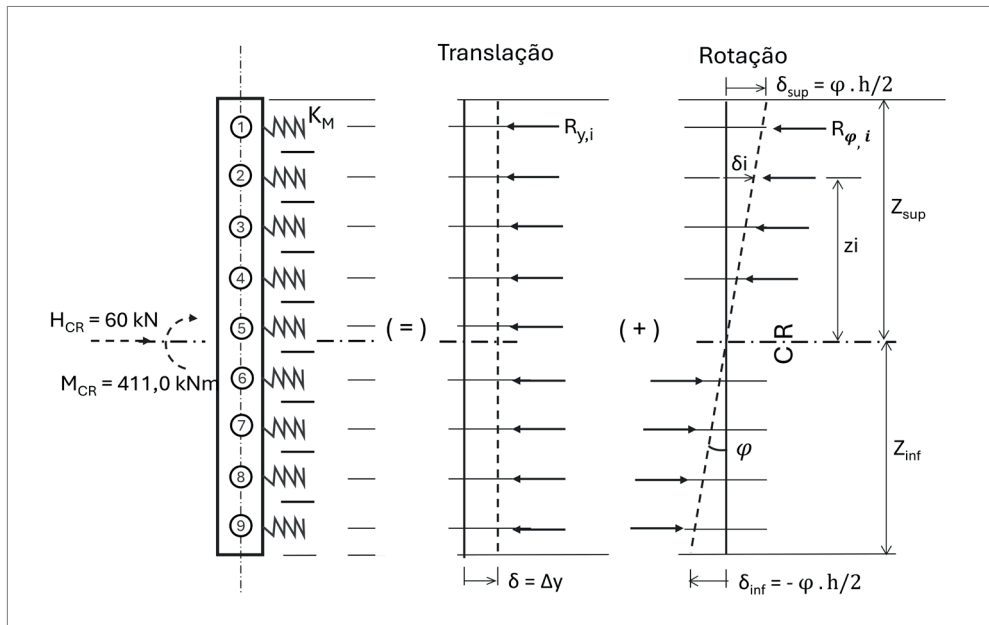 Translação
Rotação
δsup = φ . h/2
KM
Ry,i
Rφ, i
δi
Zsup
zi
1
2
3
4
5
6
7
8
9
HCR = 60 kN
( = )
( + )
CR
MCR = 411,0 kNm
φ
Zinf
δ = Δy
δinf = - φ . h/2